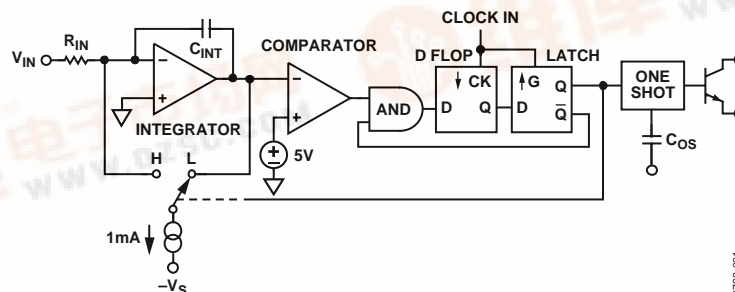 CLOCK IN
C_INT
R_IN
V_IN
COMPARATOR
D FLOP
LATCH
↓ CK
↑G
Q
ONE SHOT
AND
D
Q
D
Q̅
−
+
−
+
INTEGRATOR
H
L
5V
C_OS
1mA
–V_S